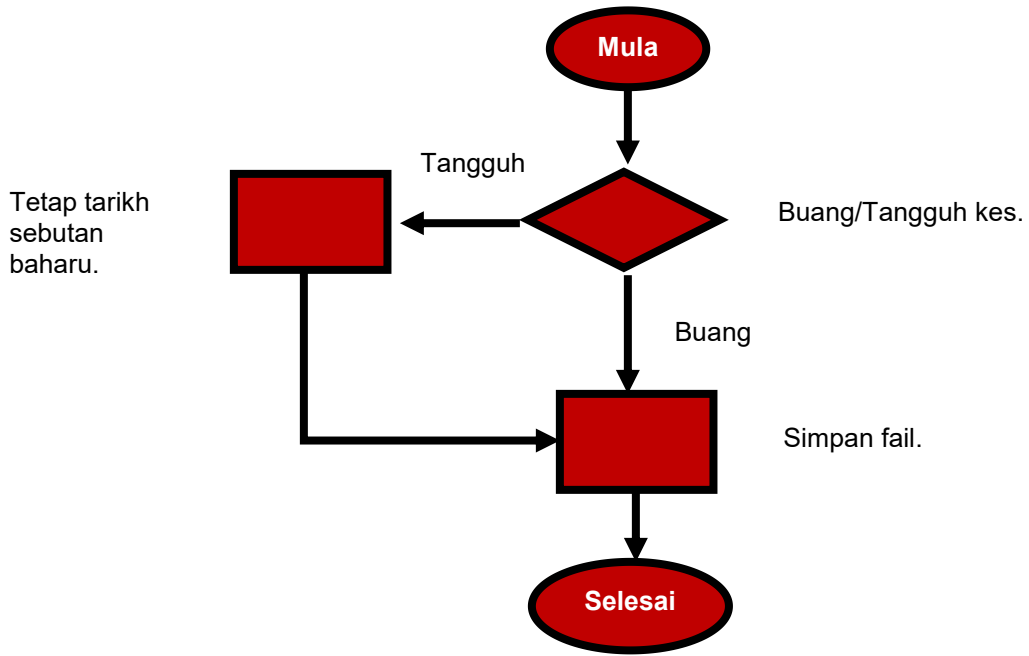 Mula
Tangguh
Tetap tarikh
sebutan
baharu.
Buang/Tangguh kes.
Buang
Simpan fail.
Selesai